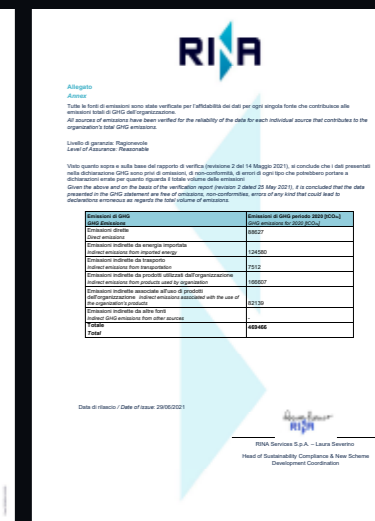 RINA
Allegato
Annex
Tutte le fonti di emissioni sono state verificate per l'affidabilità dei dati per ogni singola fonte che contribuisce alle
emissioni totali di GHG dell'organizzazione.
All sources of emissions have been verified for the reliability of the data for each individual source that contributes to the
organization's total GHG emissions.
Livello di garanzia: Ragionevole
Level of Assurance: Reasonable
Visto quanto sopra e sulla base del rapporto di verifica (revisione 2 del 14 Maggio 2021), si conclude che i dati presentati
nella dichiarazione GHG sono privi di omissioni, di non-conformità, di errori di ogni tipo che potrebbero portare a
dichiarazioni errate per quanto riguarda il totale volume delle emissioni
Given the above and on the basis of the verification report (revision 2 dated 25 May 2021), it is concluded that the data
presented in the GHG statement are free of omissions, non-conformities, errors of any kind that could lead to
declarations erroneous as regards the total volume of emissions.
Emissioni di GHG Emissioni di GHG periodo 2020 [tCO₂ₑ]
GHG Emissions GHG emissions for 2020 [tCO₂ₑ]
Emissioni dirette 88627
Direct emissions
Emissioni indirette da energia importata 124580
Indirect emissions from imported energy
Emissioni indirette da trasporto 7512
Indirect emissions from transportation
Emissioni indirette da prodotti utilizzati dall'organizzazione 166607
Indirect emissions from products used by organization
Emissioni indirette associate all'uso di prodotti
dell'organizzazione Indirect emissions associated with the use of
the organization's products 82139
Emissioni indirette da altre fonti -
Indirect GHG emissions from other sources
Totale 469466
Total
Data di rilascio / Date of issue: 29/06/2021
RINA
RINA Services S.p.A. – Laura Severino
Head of Sustainability Compliance & New Scheme
Development Coordination